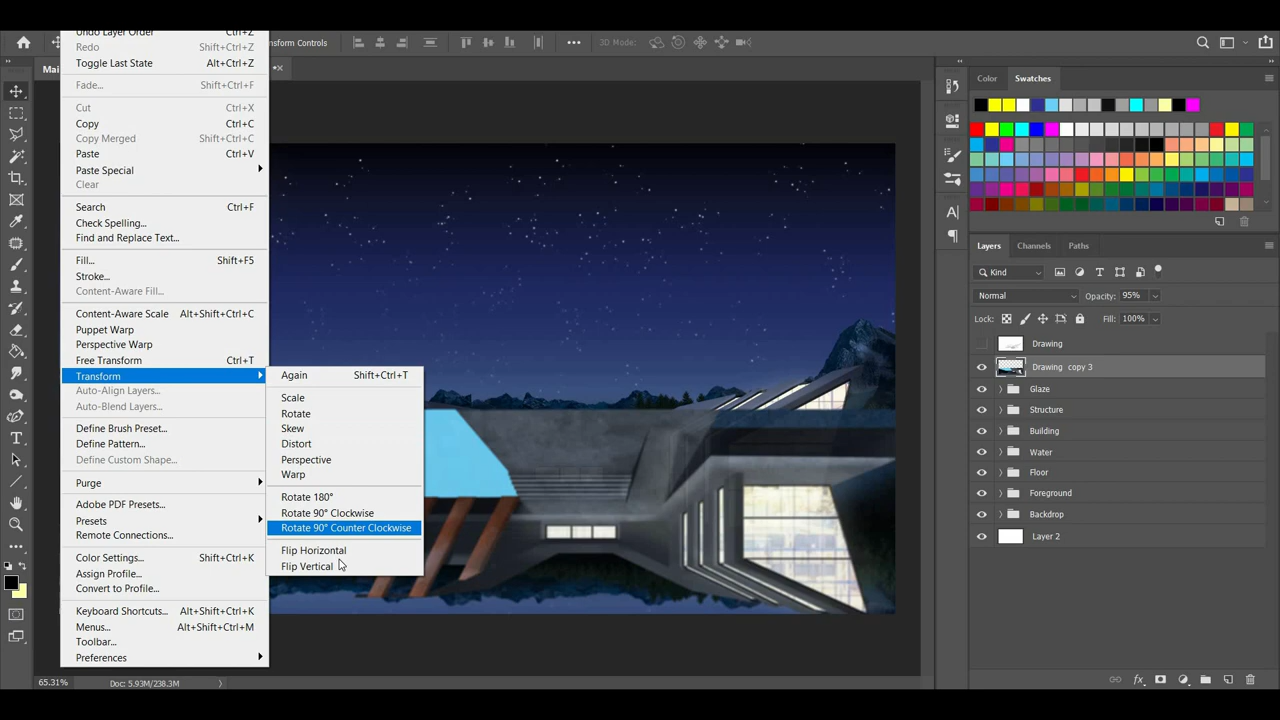 Undo Layer Order Ctrl+Z
Redo Shift+Ctrl+Z
Toggle Last State Alt+Ctrl+Z
Fade... Shift+Ctrl+F
Cut Ctrl+X
Copy Ctrl+C
Copy Merged Shift+Ctrl+C
Paste Ctrl+V
Paste Special
Clear
Search Ctrl+F
Check Spelling...
Find and Replace Text...
Fill... Shift+F5
Stroke...
Content-Aware Fill...
Content-Aware Scale Alt+Shift+Ctrl+C
Puppet Warp
Perspective Warp
Free Transform Ctrl+T
Transform
Auto-Align Layers...
Auto-Blend Layers...
Define Brush Preset...
Define Pattern...
Define Custom Shape...
Purge
Adobe PDF Presets...
Presets
Remote Connections...
Color Settings... Shift+Ctrl+K
Assign Profile...
Convert to Profile...
Keyboard Shortcuts... Alt+Shift+Ctrl+K
Menus... Alt+Shift+Ctrl+M
Toolbar...
Preferences
Again Shift+Ctrl+T
Scale
Rotate
Skew
Distort
Perspective
Warp
Rotate 180°
Rotate 90° Clockwise
Rotate 90° Counter Clockwise
Flip Horizontal
Flip Vertical
Controls
3D Mode:
65.31% Doc: 5.93M/238.3M
Color Swatches
Layers Channels Paths
Kind
Normal Opacity: 95%
Lock: Fill: 100%
Drawing
Drawing copy 3
Glaze
Structure
Building
Water
Floor
Foreground
Backdrop
Layer 2